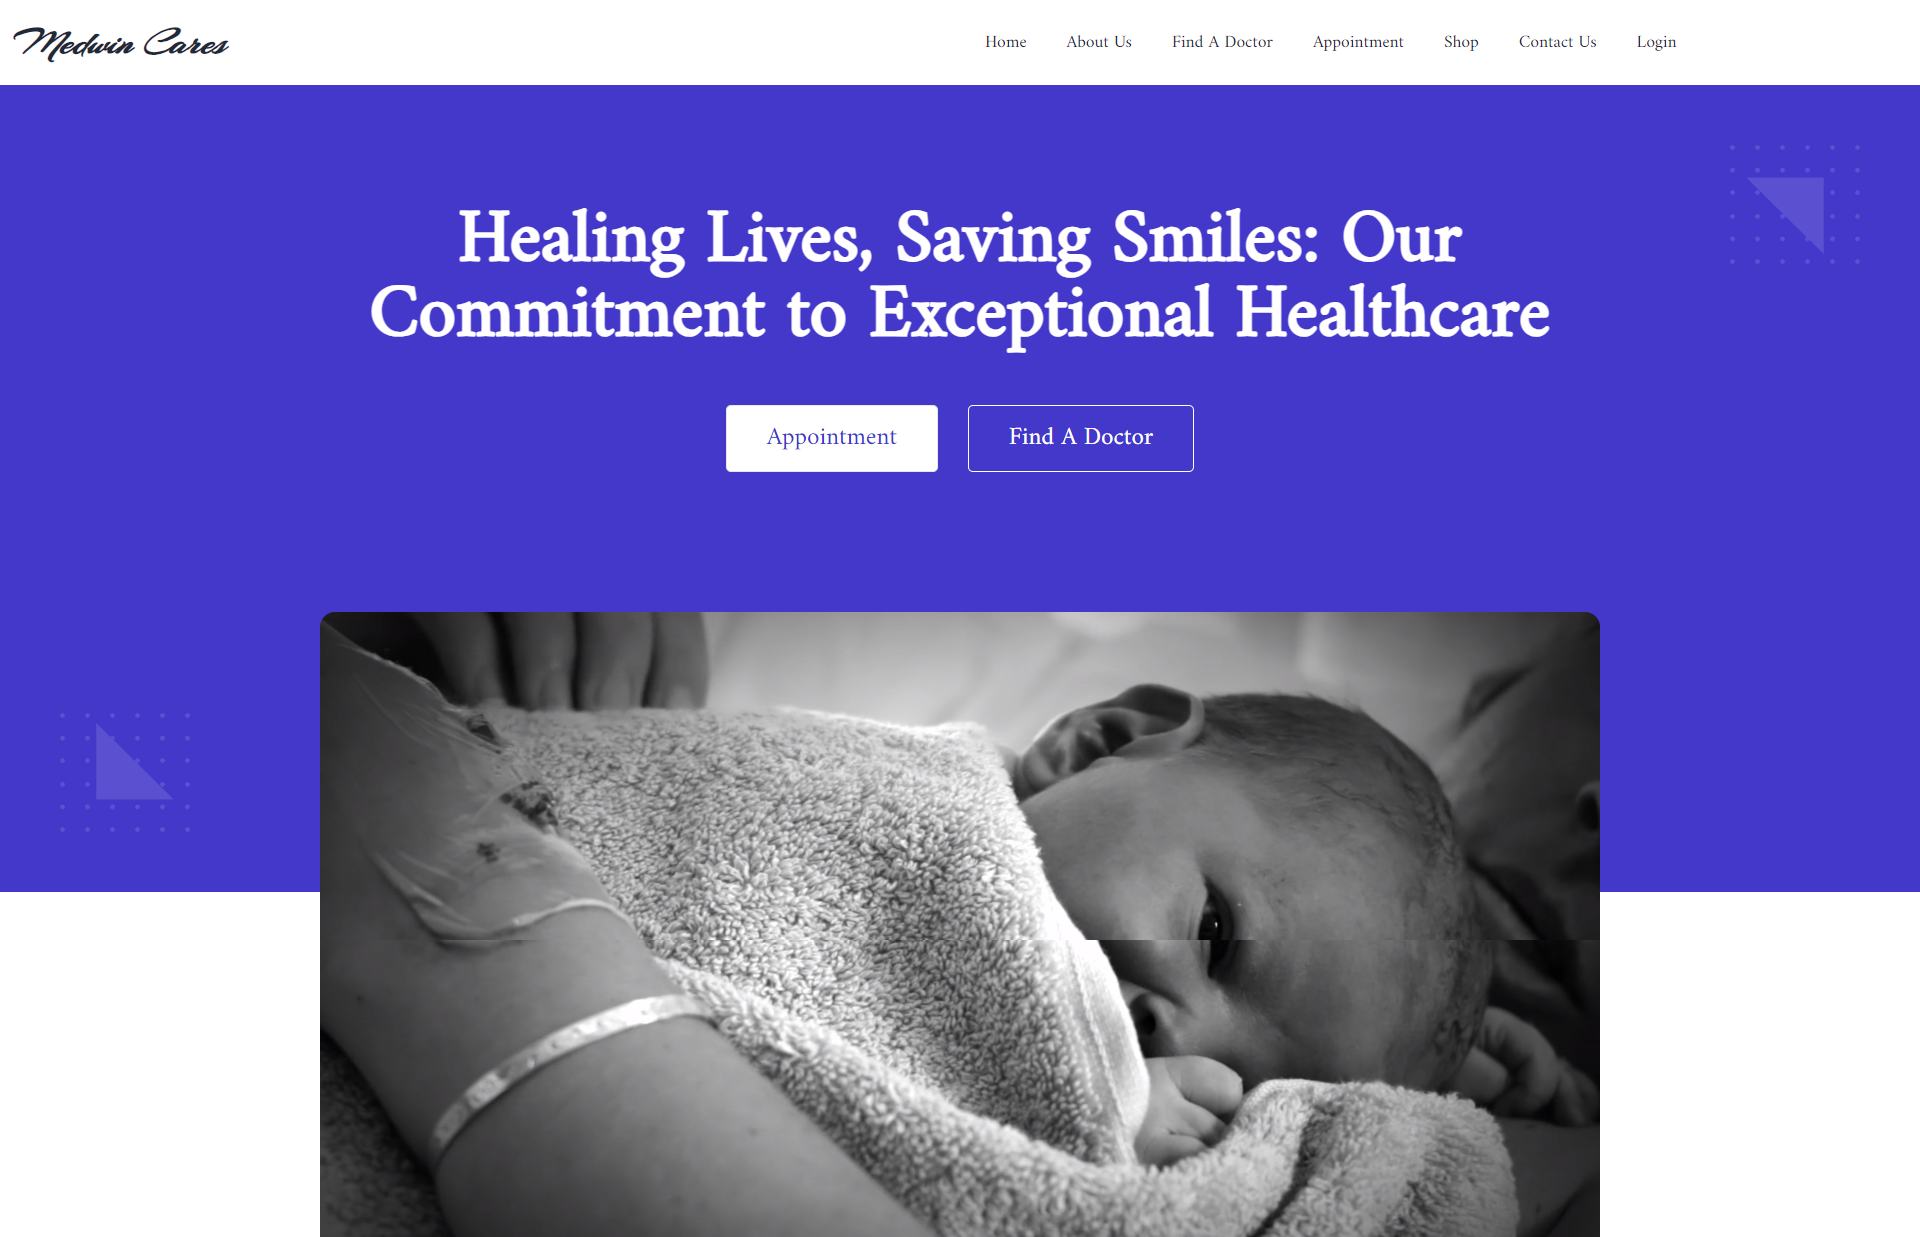 Medwin Cares
Home About Us Find A Doctor Appointment Shop Contact Us Login
Healing Lives, Saving Smiles: Our
Commitment to Exceptional Healthcare
Appointment Find A Doctor